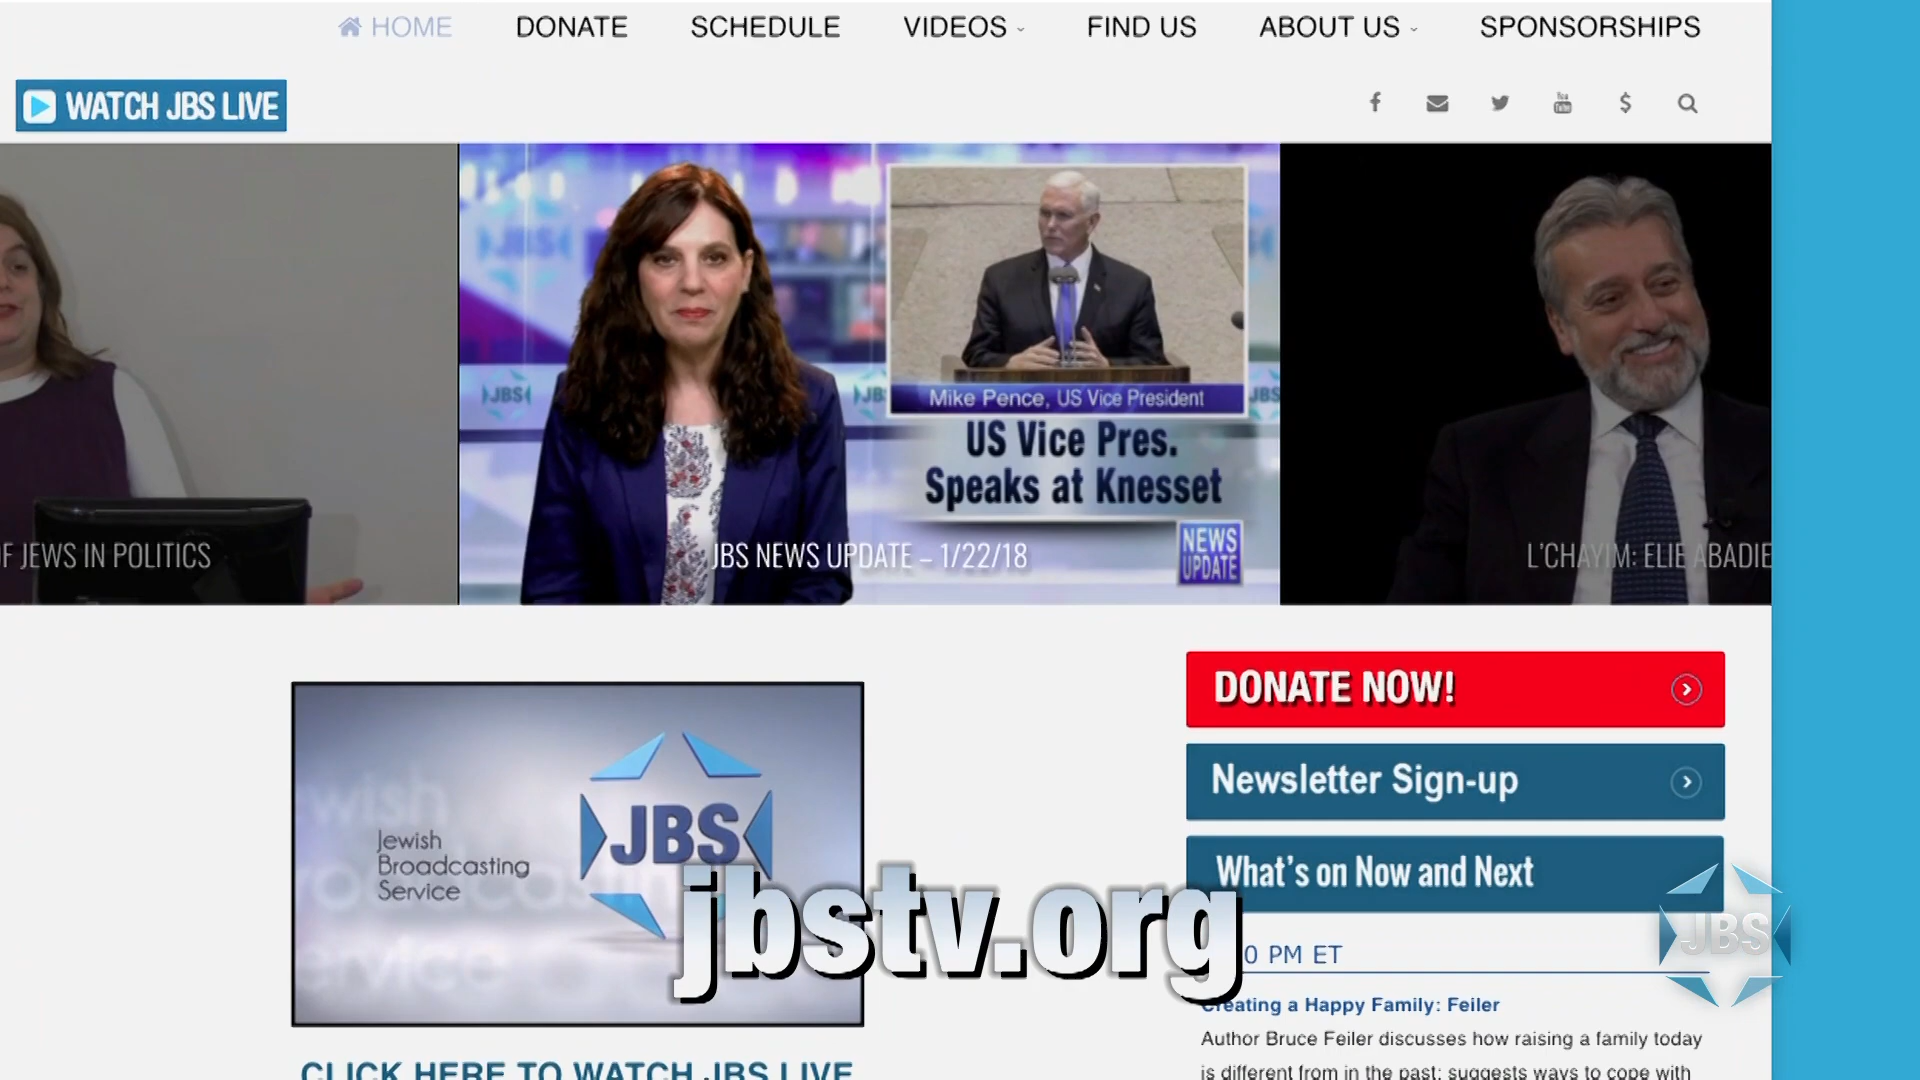 HOME DONATE SCHEDULE VIDEOS FIND US ABOUT US SPONSORSHIPS
WATCH JBS LIVE
JBS
JBS
JBS
JBS
Mike Pence, US Vice President
US Vice Pres.
Speaks at Knesset
NEWS
UPDATE
OF JEWS IN POLITICS
JBS NEWS UPDATE – 1/22/18
L'CHAYIM: ELIE ABADIE
DONATE NOW!
Newsletter Sign-up
What's on Now and Next
Jewish
Broadcasting
Service
JBS
jbstv.org
JBS
0 PM ET
Creating a Happy Family: Feiler
Author Bruce Feiler discusses how raising a family today
is different from in the past; suggests ways to cope with
CLICK HERE TO WATCH JBS LIVE